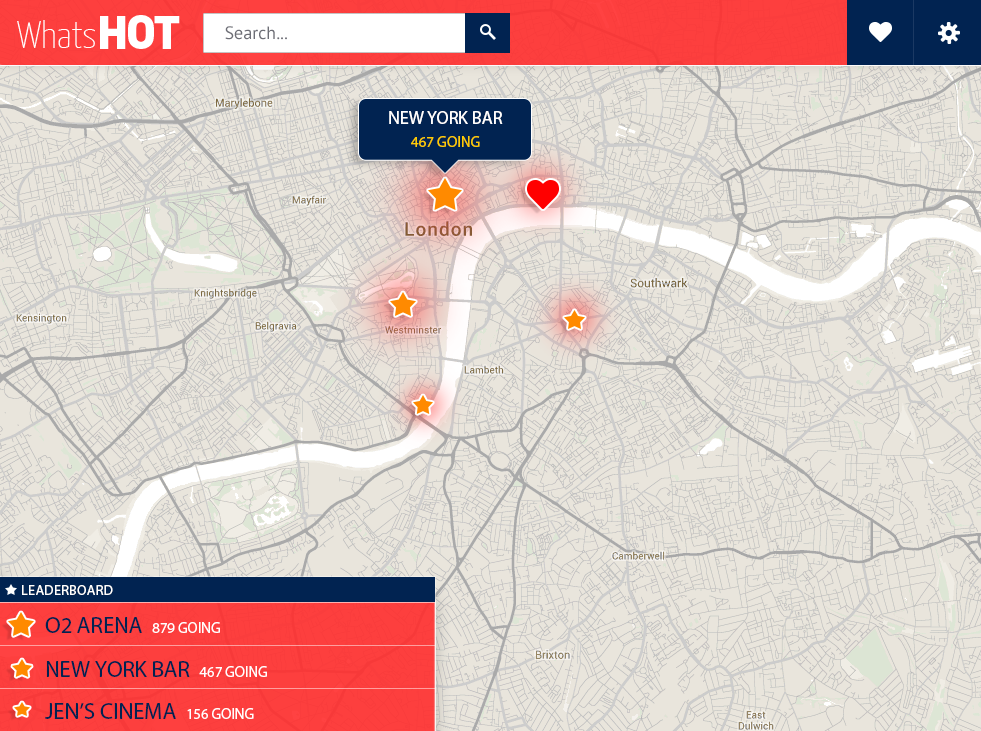 WhatsHOT
Search...
Marylebone
NEW YORK BAR
467 GOING
Mayfair
London
Knightsbridge
Southwark
Kensington
Belgravia
Westminster
Lambeth
Camberwell
LEADERBOARD
O2 ARENA 879 GOING
NEW YORK BAR 467 GOING
JEN'S CINEMA 156 GOING
Brixton
East
Dulwich